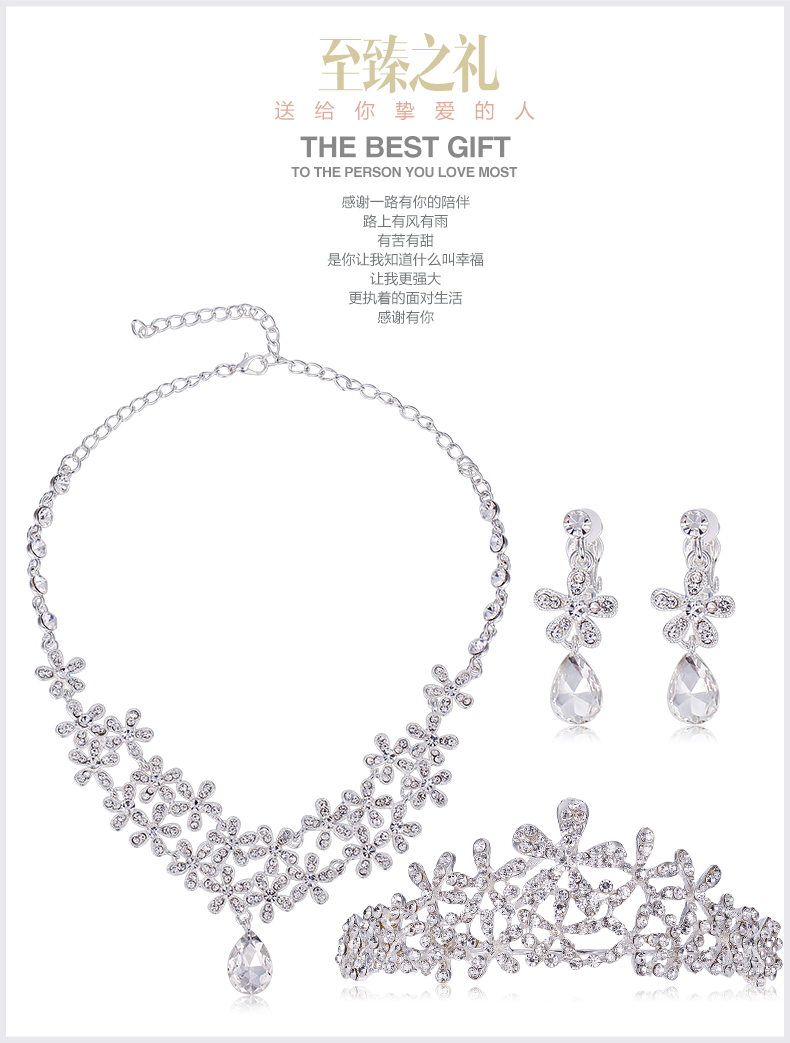 至臻之礼
送给你挚爱的人
THE BEST GIFT
TO THE PERSON YOU LOVE MOST
感谢一路有你的陪伴
路上有风有雨
有苦有甜
是你让我知道什么叫幸福
让我更强大
更执着的面对生活
感谢有你